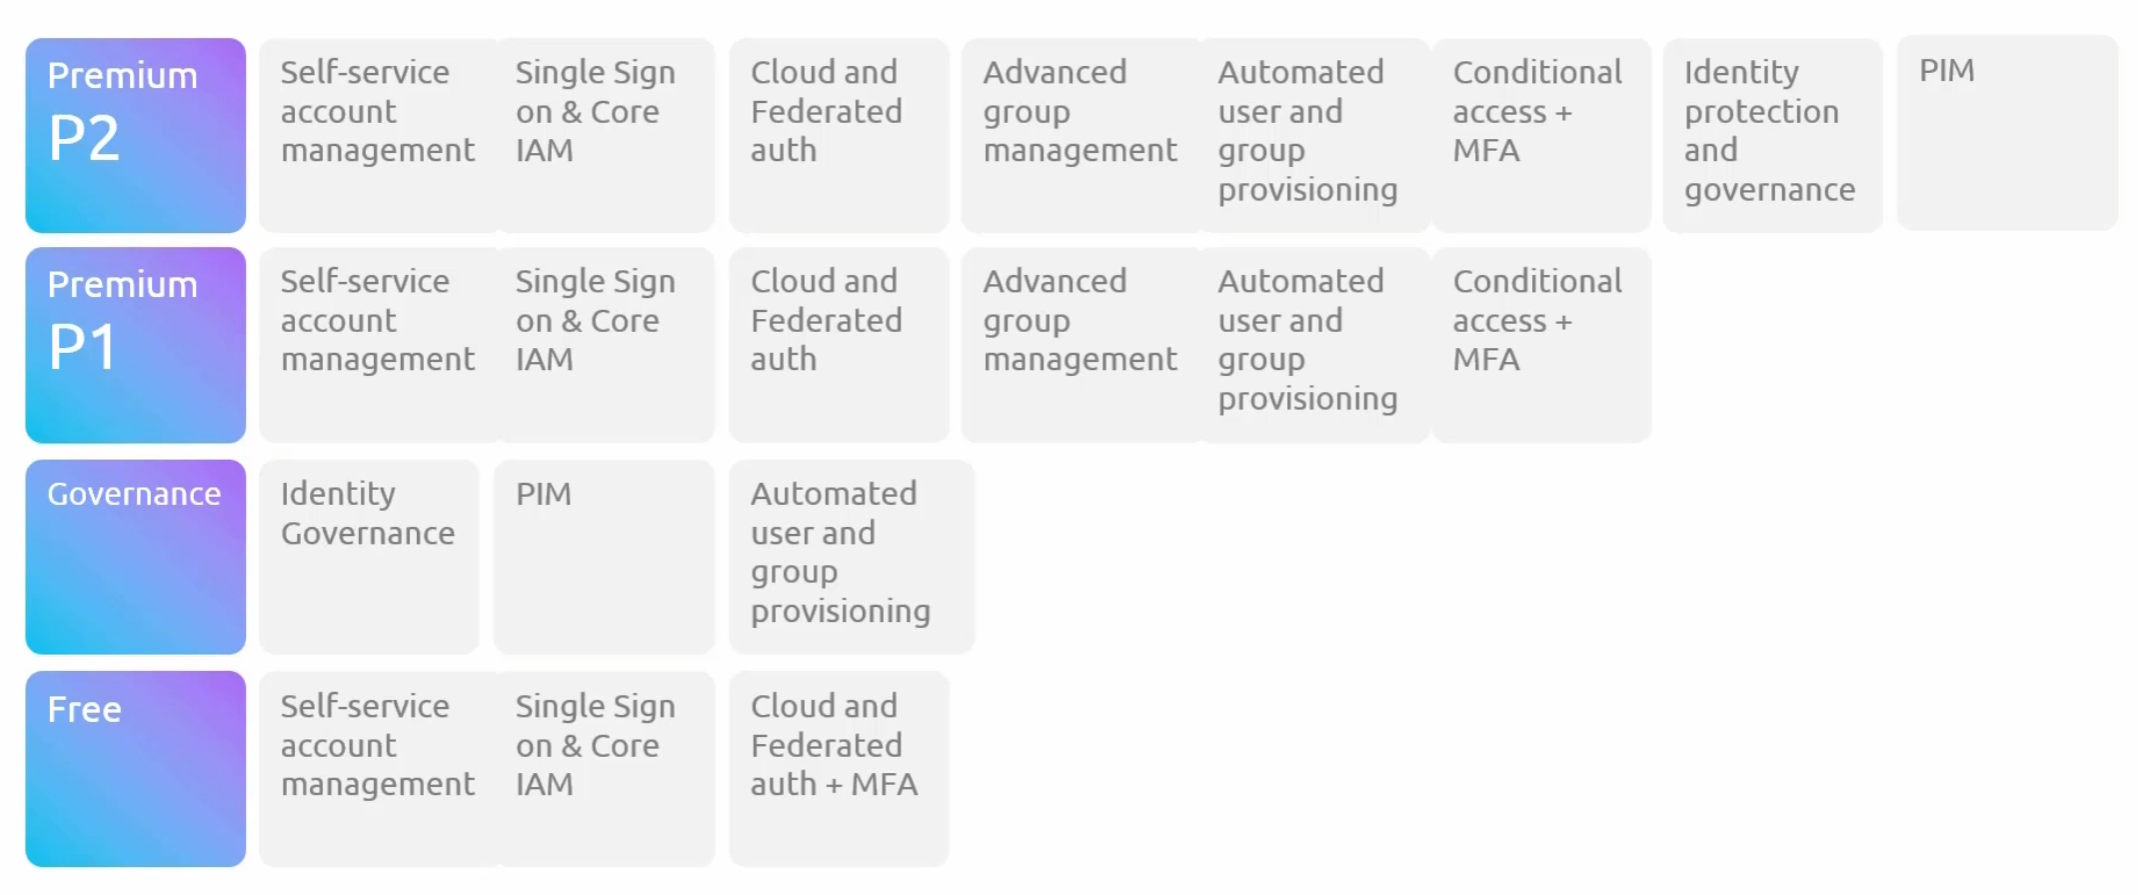 Premium
P2
Self-service
account
management
Single Sign
on & Core
IAM
Cloud and
Federated
auth
Advanced
group
management
Automated
user and
group
provisioning
Conditional
access +
MFA
Identity
protection
and
governance
PIM
Premium
P1
Self-service
account
management
Single Sign
on & Core
IAM
Cloud and
Federated
auth
Advanced
group
management
Automated
user and
group
provisioning
Conditional
access +
MFA
Governance
Identity
Governance
PIM
Automated
user and
group
provisioning
Free
Self-service
account
management
Single Sign
on & Core
IAM
Cloud and
Federated
auth + MFA